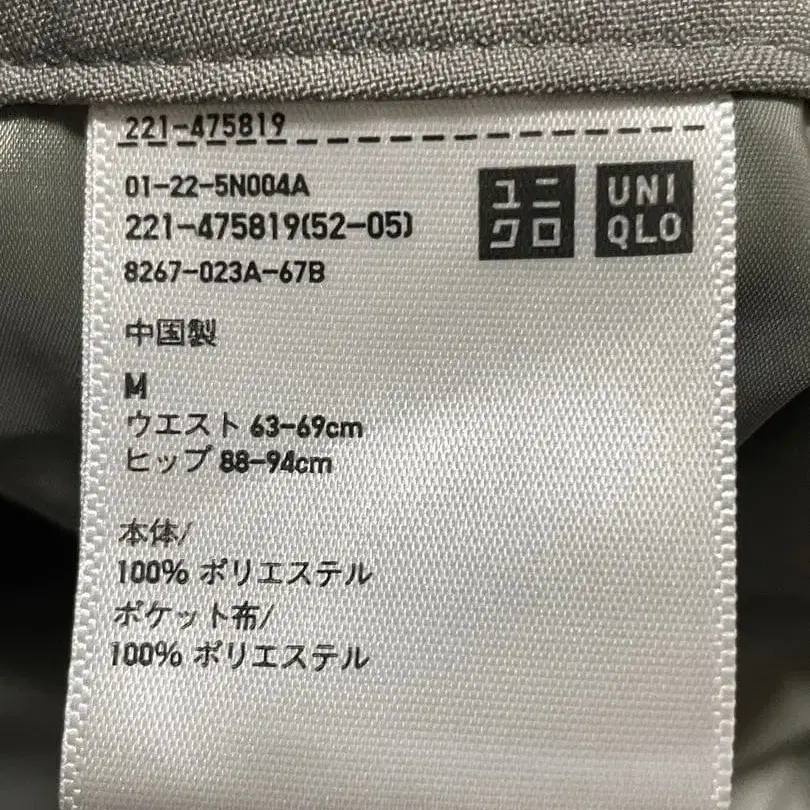 221-475819
01-22-5N004A
221-475819(52-05)
8267-023A-67B
ユニ
クロ
UNI
QLO
中国製
M
ウエスト 63-69cm
ヒップ 88-94cm
本体/
100% ポリエステル
ポケット布/
100% ポリエステル